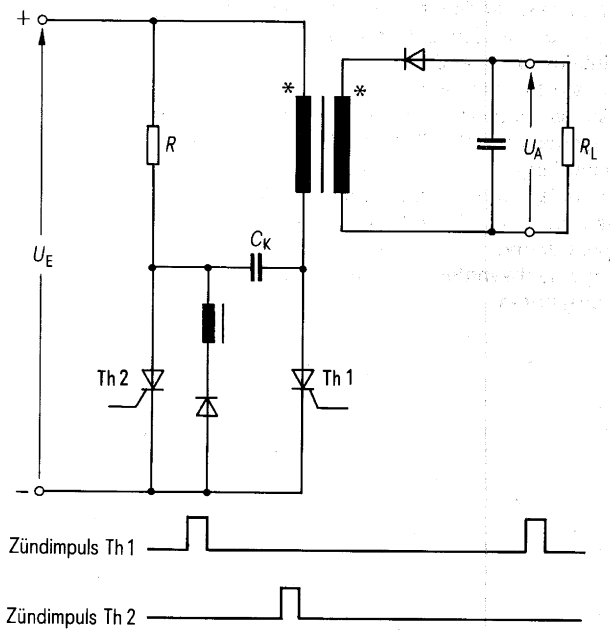 +
*
*
R
U_A
R_L
U_E
C_K
Th 2
Th 1
−
Zündimpuls Th 1
Zündimpuls Th 2